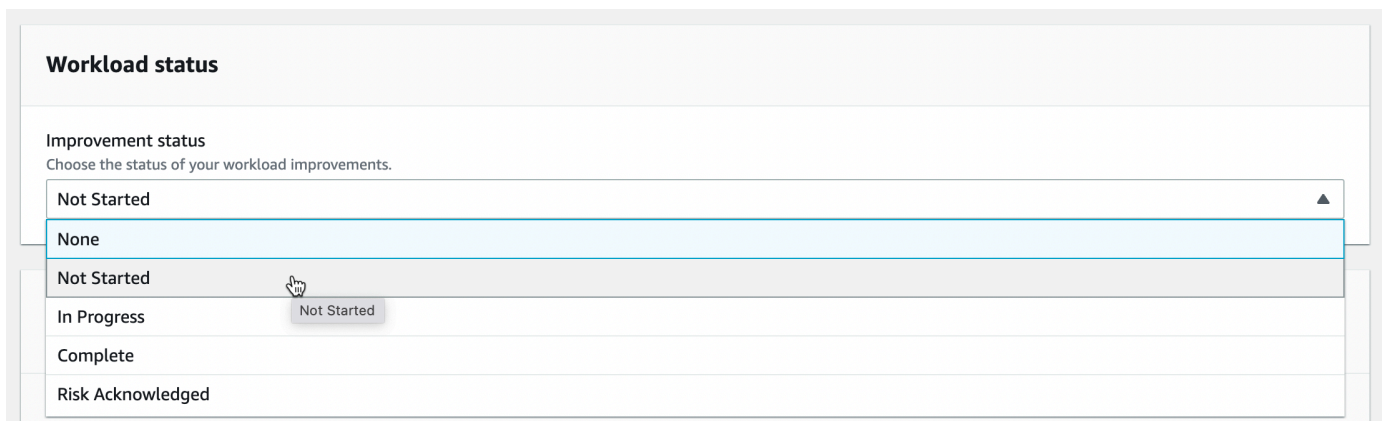 Workload status
Improvement status
Choose the status of your workload improvements.
Not Started
None
Not Started
Not Started
In Progress
Complete
Risk Acknowledged